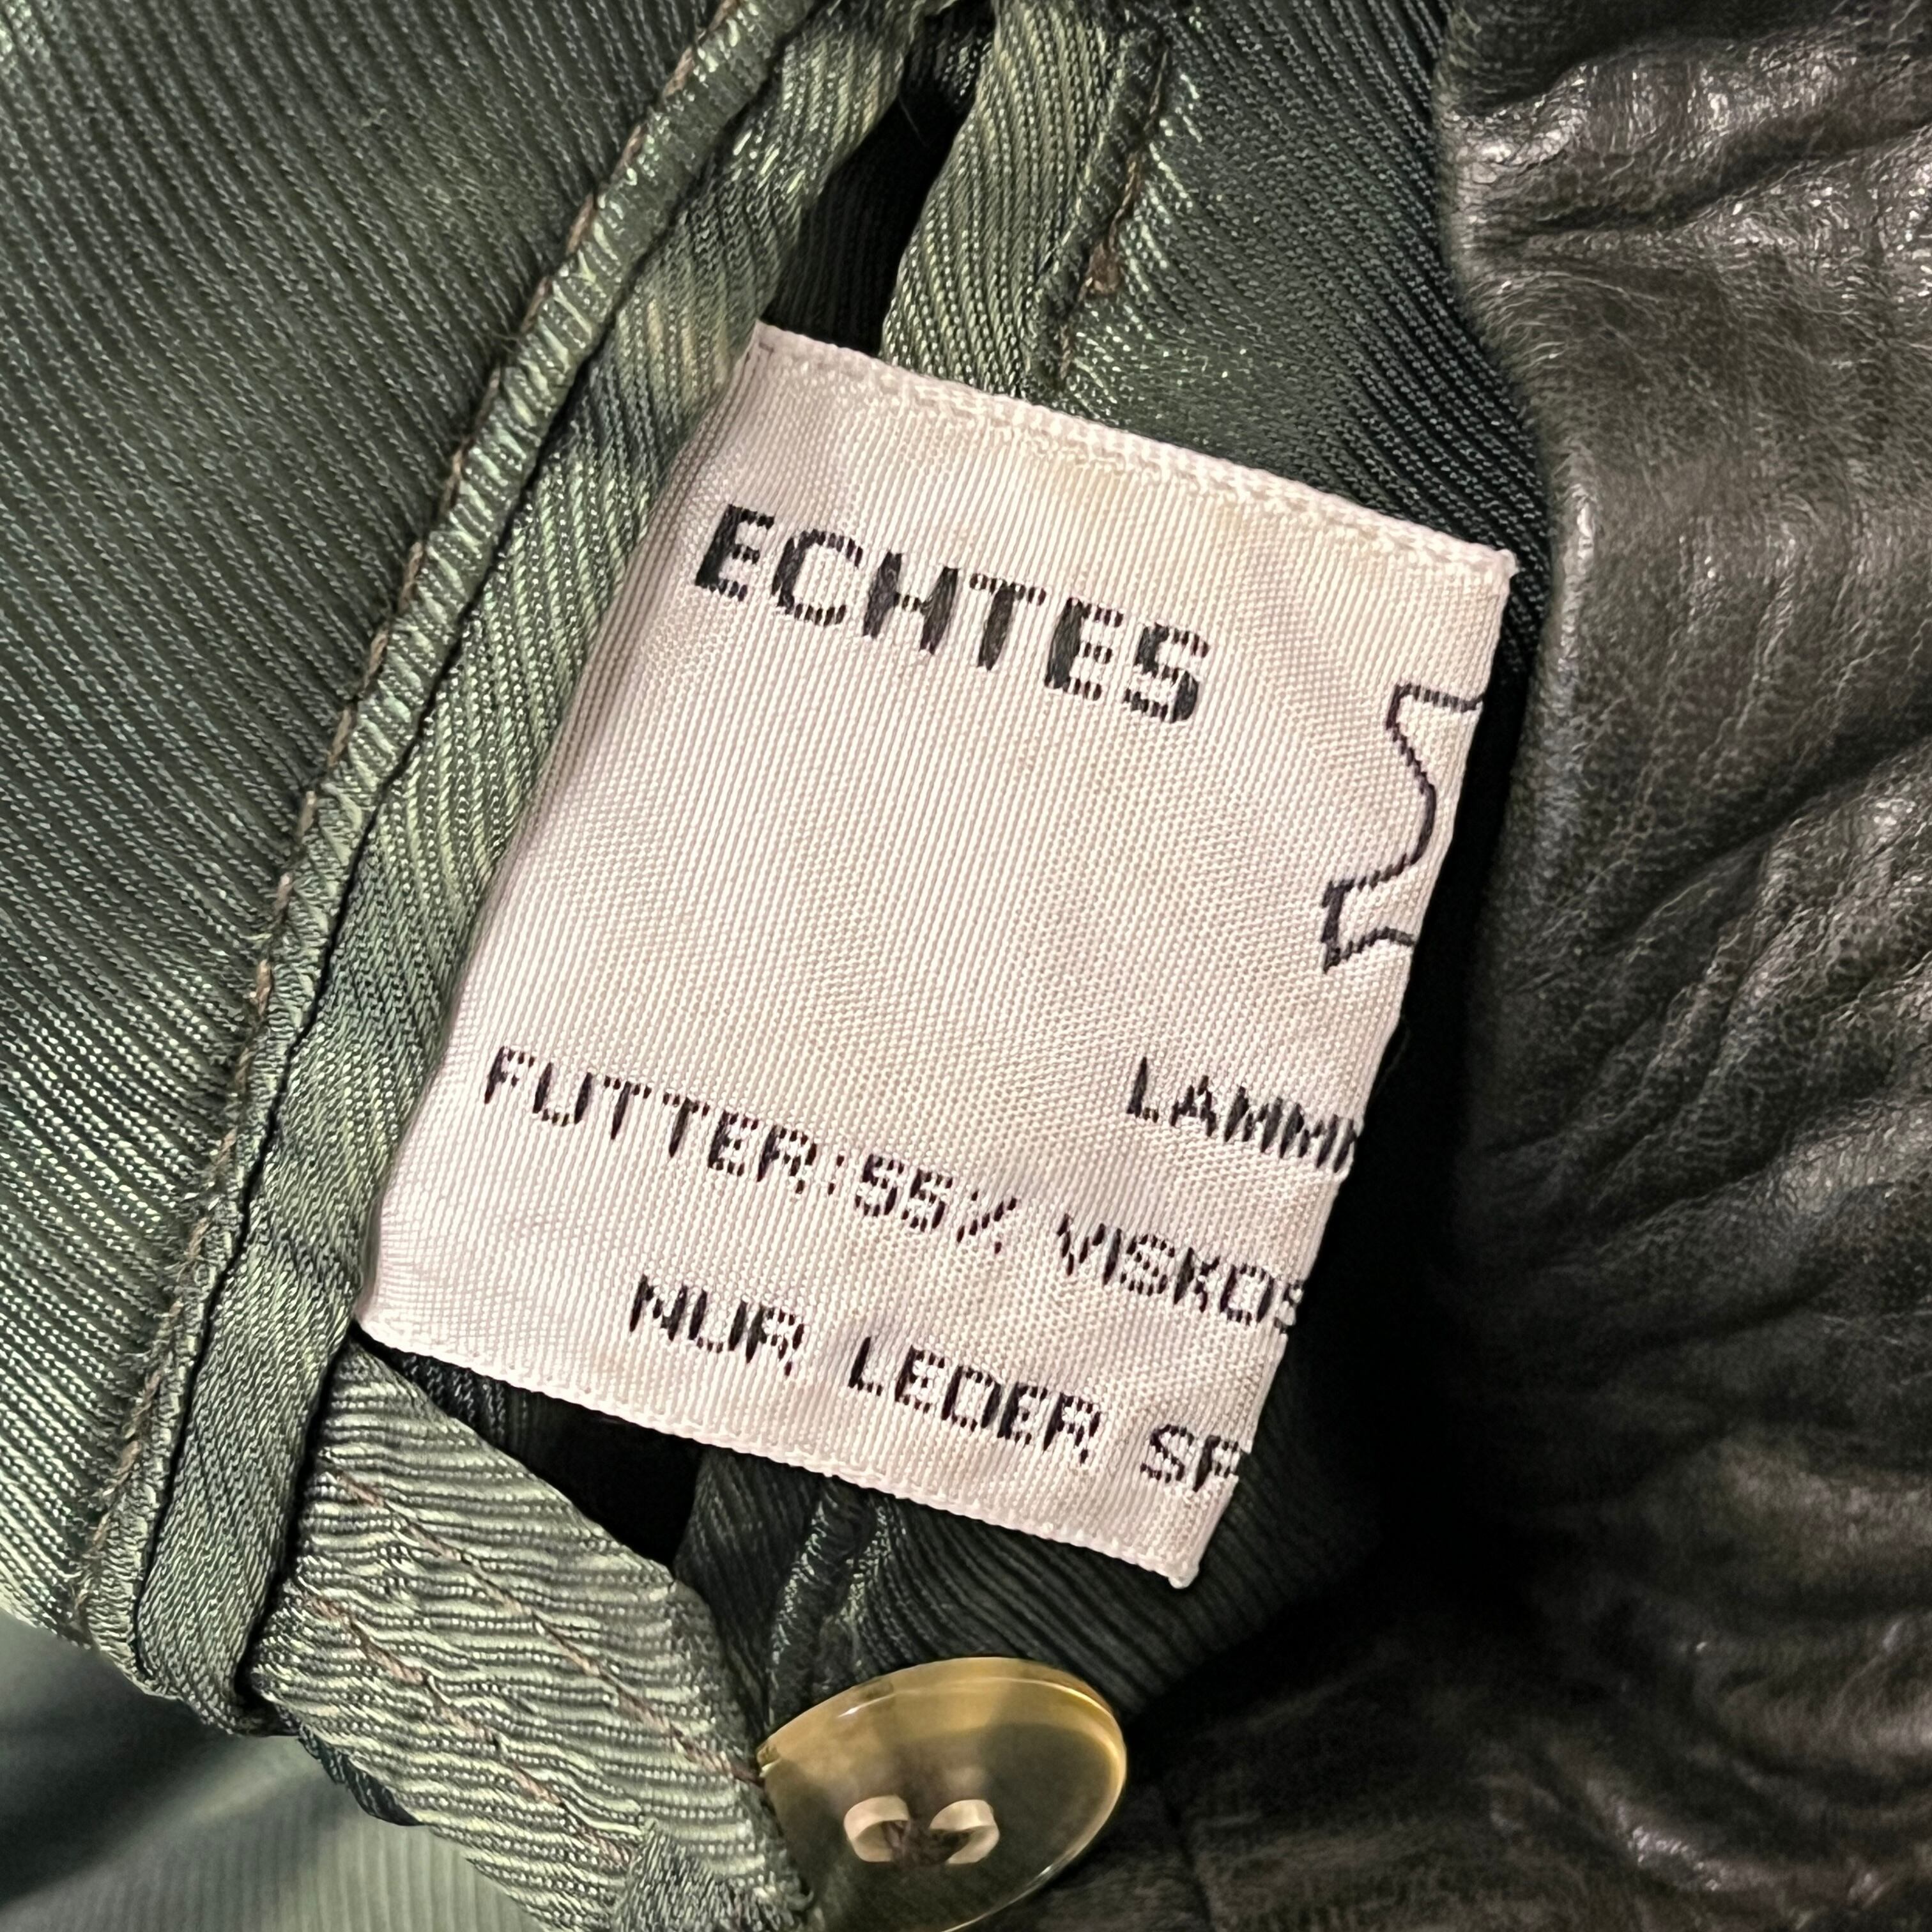 ECHTES
LAMM
FUTTER:55% VISKOS
NUR LEDER SP